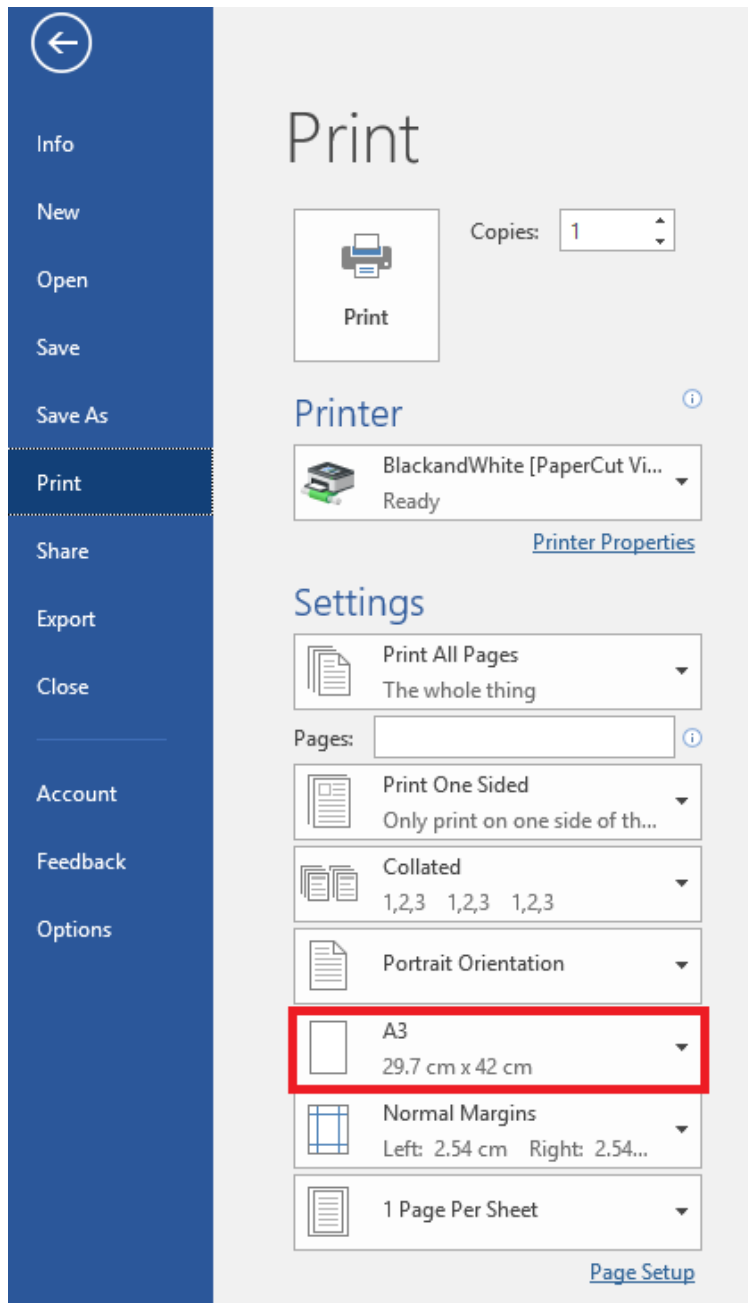 Info
New
Open
Save
Save As
Print
Share
Export
Close
Account
Feedback
Options
Print
Print
Copies: 1
Printer
BlackandWhite [PaperCut Vi...
Ready
Printer Properties
Settings
Print All Pages
The whole thing
Pages:
Print One Sided
Only print on one side of th...
Collated
1,2,3 1,2,3 1,2,3
Portrait Orientation
A3
29.7 cm x 42 cm
Normal Margins
Left: 2.54 cm Right: 2.54...
1 Page Per Sheet
Page Setup